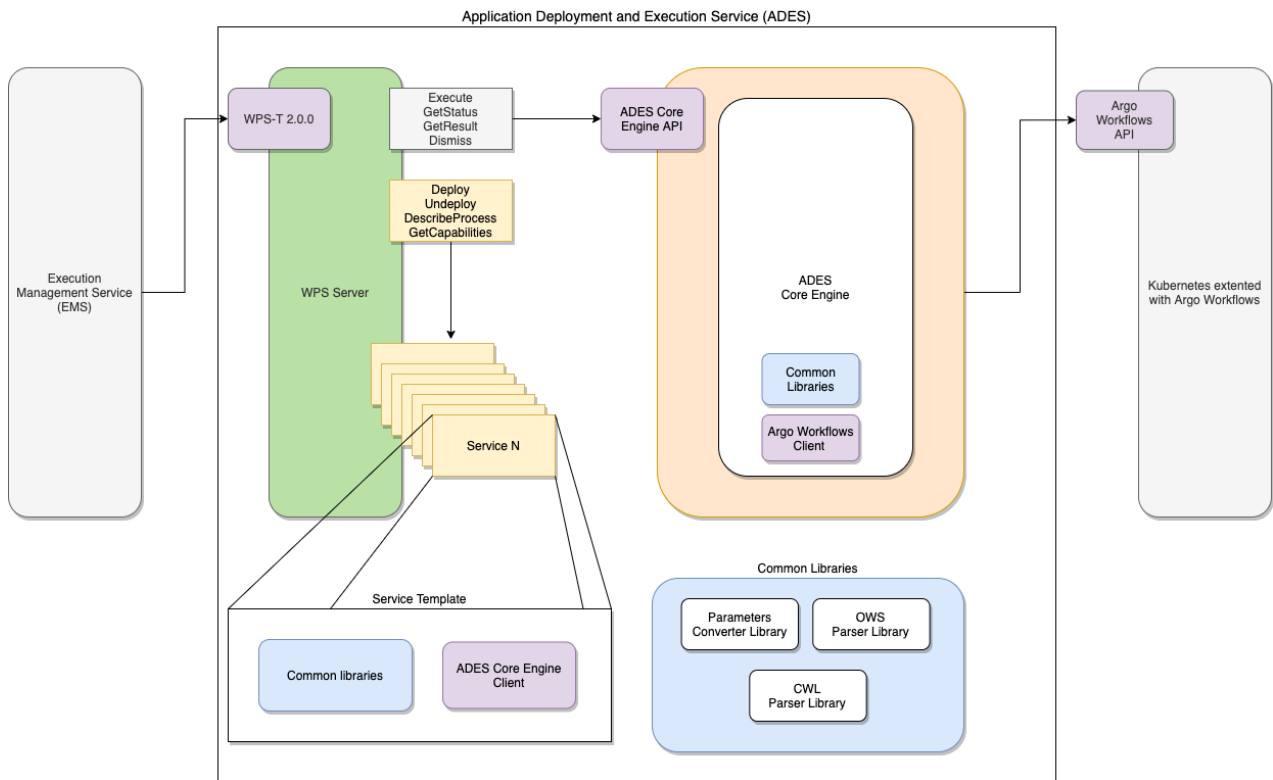 Application Deployment and Execution Service (ADES)
Execution
Management Service
(EMS)
WPS-T 2.0.0
WPS Server
Execute
GetStatus
GetResult
Dismiss
Deploy
Undeploy
DescribeProcess
GetCapabilities
Service N
ADES Core
Engine API
ADES
Core Engine
Common
Libraries
Argo Workflows
Client
Argo
Workflows
API
Kubernetes extented
with Argo Workflows
Service Template
Common libraries
ADES Core Engine
Client
Common Libraries
Parameters
Converter Library
OWS
Parser Library
CWL
Parser Library